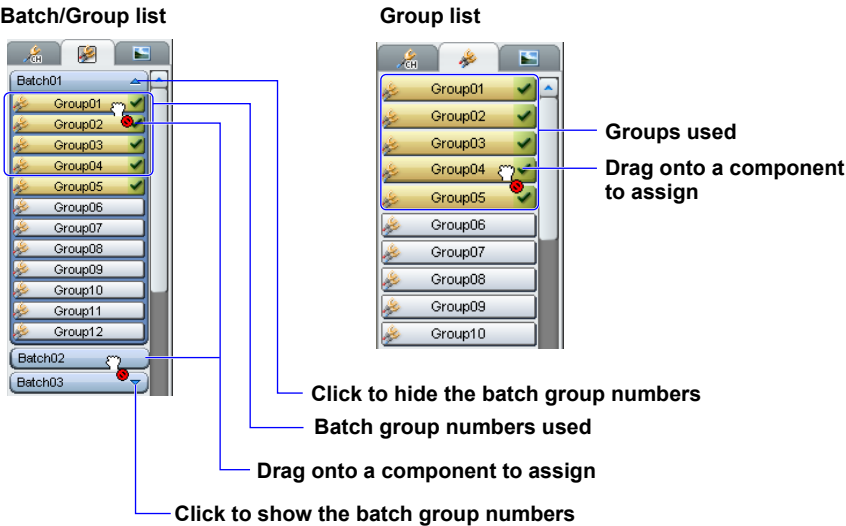 Batch/Group list
CH
Batch01
Group01
Group02
Group03
Group04
Group05
Group06
Group07
Group08
Group09
Group10
Group11
Group12
Batch02
Batch03
Group list
CH
Group01
Group02
Group03
Group04
Group05
Group06
Group07
Group08
Group09
Group10
Groups used
Drag onto a component
to assign
Click to hide the batch group numbers
Batch group numbers used
Drag onto a component to assign
Click to show the batch group numbers